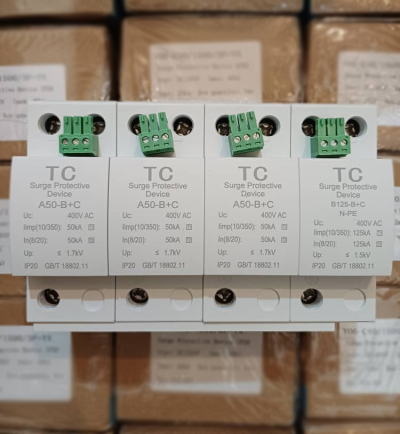 TC
Surge Protective
Device
A50-B+C
Uc: 400V AC
Iimp(10/350): 50kA
In(8/20): 50kA
Up: ≤ 1.7kV
IP20 GB/T 18802.11
TC
Surge Protective
Device
A50-B+C
Uc: 400V AC
Iimp(10/350): 50kA
In(8/20): 50kA
Up: ≤ 1.7kV
IP20 GB/T 18802.11
TC
Surge Protective
Device
A50-B+C
Uc: 400V AC
Iimp(10/350): 50kA
In(8/20): 50kA
Up: ≤ 1.7kV
IP20 GB/T 18802.11
TC
Surge Protective
Device
B125-B+C
N-PE
Uc: 400V AC
Iimp(10/350): 125kA
In(8/20): 125kA
Up: ≤ 1.5kV
IP20 GB/T 18802.11